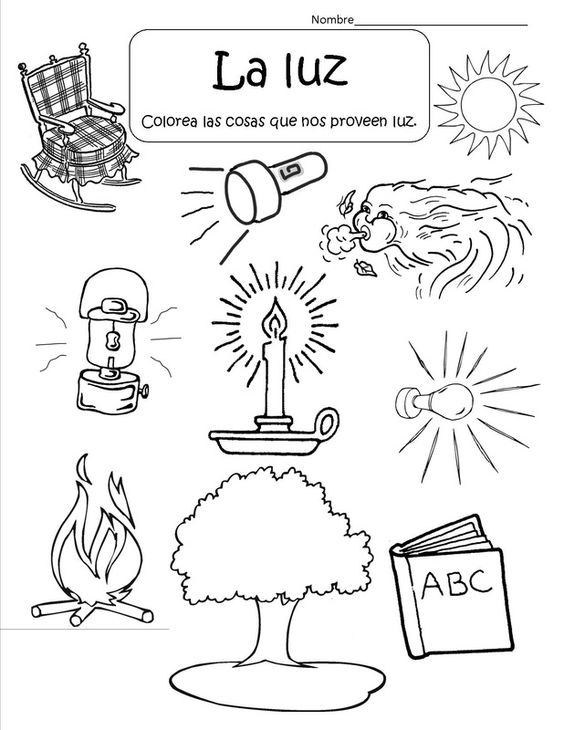 Nombre
La luz
Colorea las cosas que nos proveen luz.
ABC